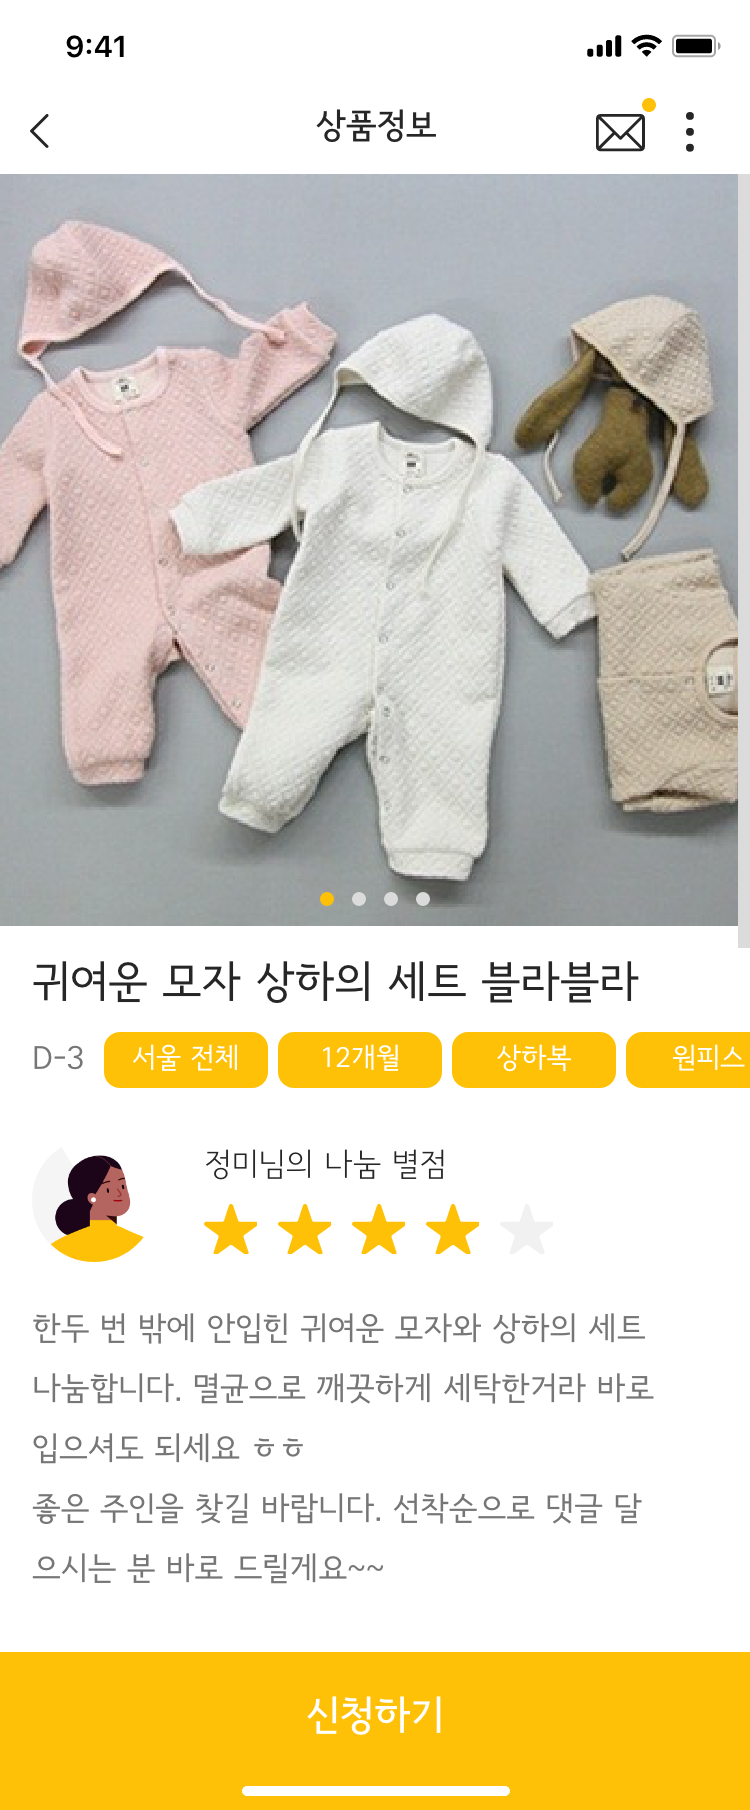 9:41
상품정보
귀여운 모자 상하의 세트 블라블라
D-3 서울 전체 12개월 상하복 원피스
정미님의 나눔 별점
한두 번 밖에 안입힌 귀여운 모자와 상하의 세트
나눔합니다. 멸균으로 깨끗하게 세탁한거라 바로
입으셔도 되세요 ㅎㅎ
좋은 주인을 찾길 바랍니다. 선착순으로 댓글 달
으시는 분 바로 드릴게요~~
신청하기